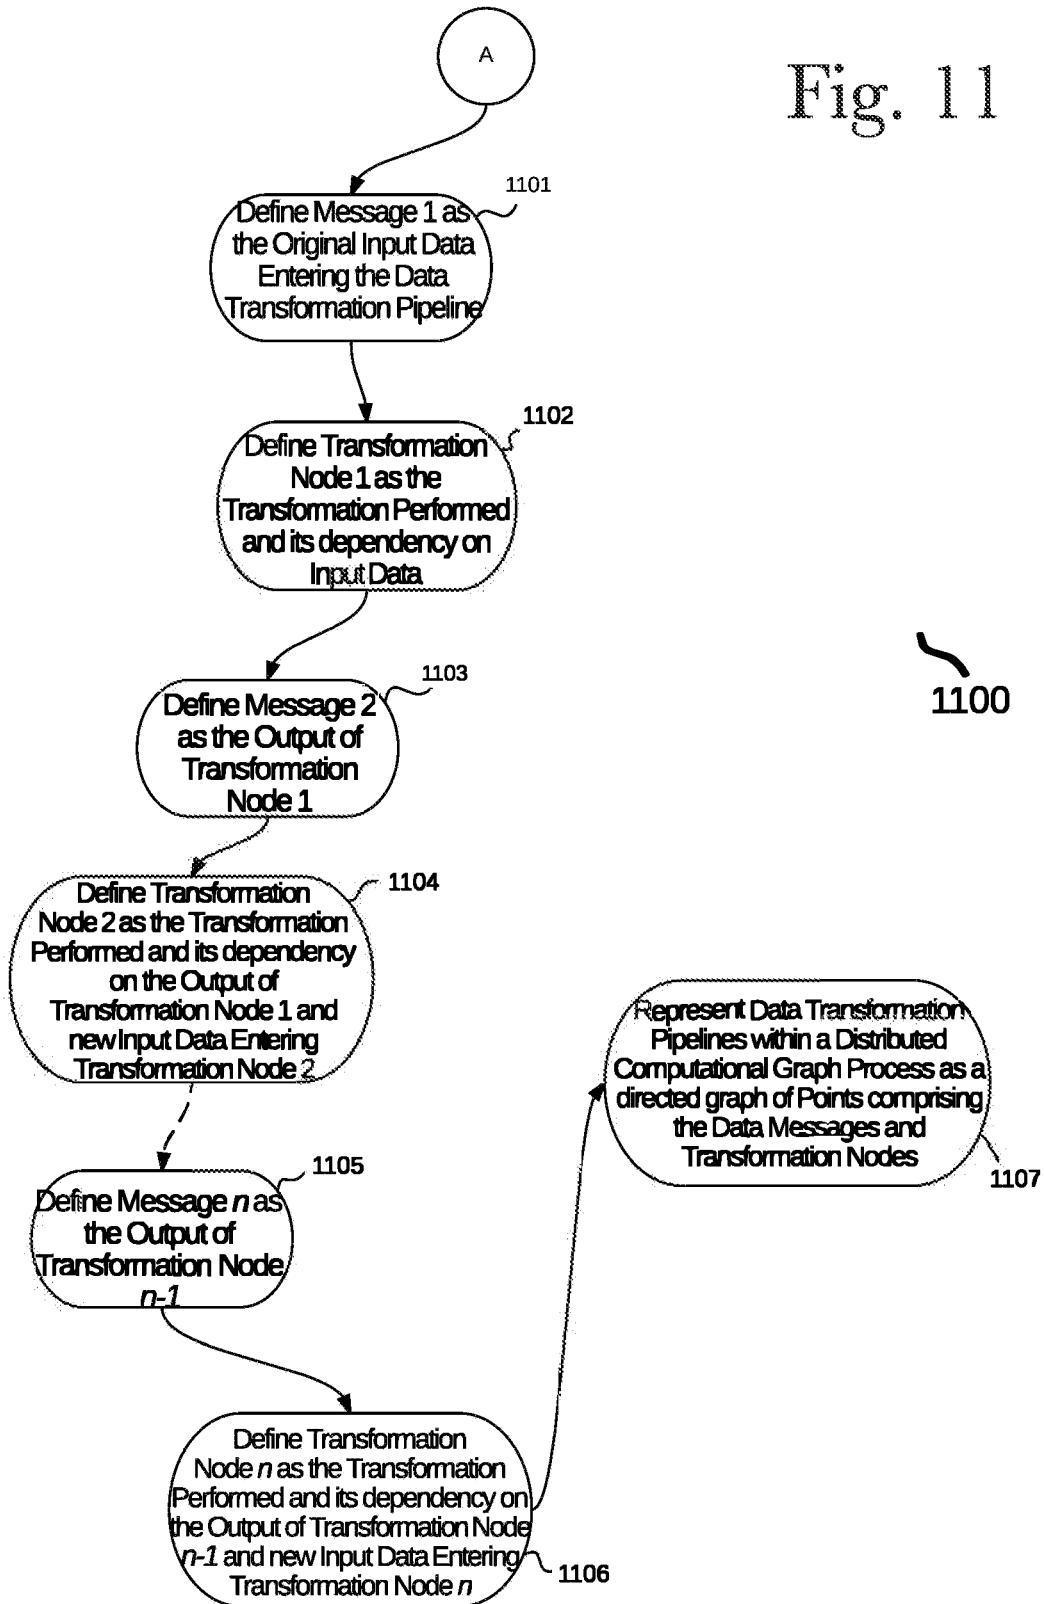 A
Fig. 11
1101
Define Message 1 as
the Original Input Data
Entering the Data
Transformation Pipeline
1102
Define Transformation
Node 1 as the
Transformation Performed
and its dependency on
Input Data
1103
Define Message 2
as the Output of
Transformation
Node 1
1100
1104
Define Transformation
Node 2 as the Transformation
Performed and its dependency
on the Output of
Transformation Node 1 and
new Input Data Entering
Transformation Node 2
1105
Define Message n as
the Output of
Transformation Node
n-1
Define Transformation
Node n as the Transformation
Performed and its dependency on
the Output of Transformation Node
n-1 and new Input Data Entering
Transformation Node n
1106
Represent Data Transformation
Pipelines within a Distributed
Computational Graph Process as a
directed graph of Points comprising
the Data Messages and
Transformation Nodes
1107